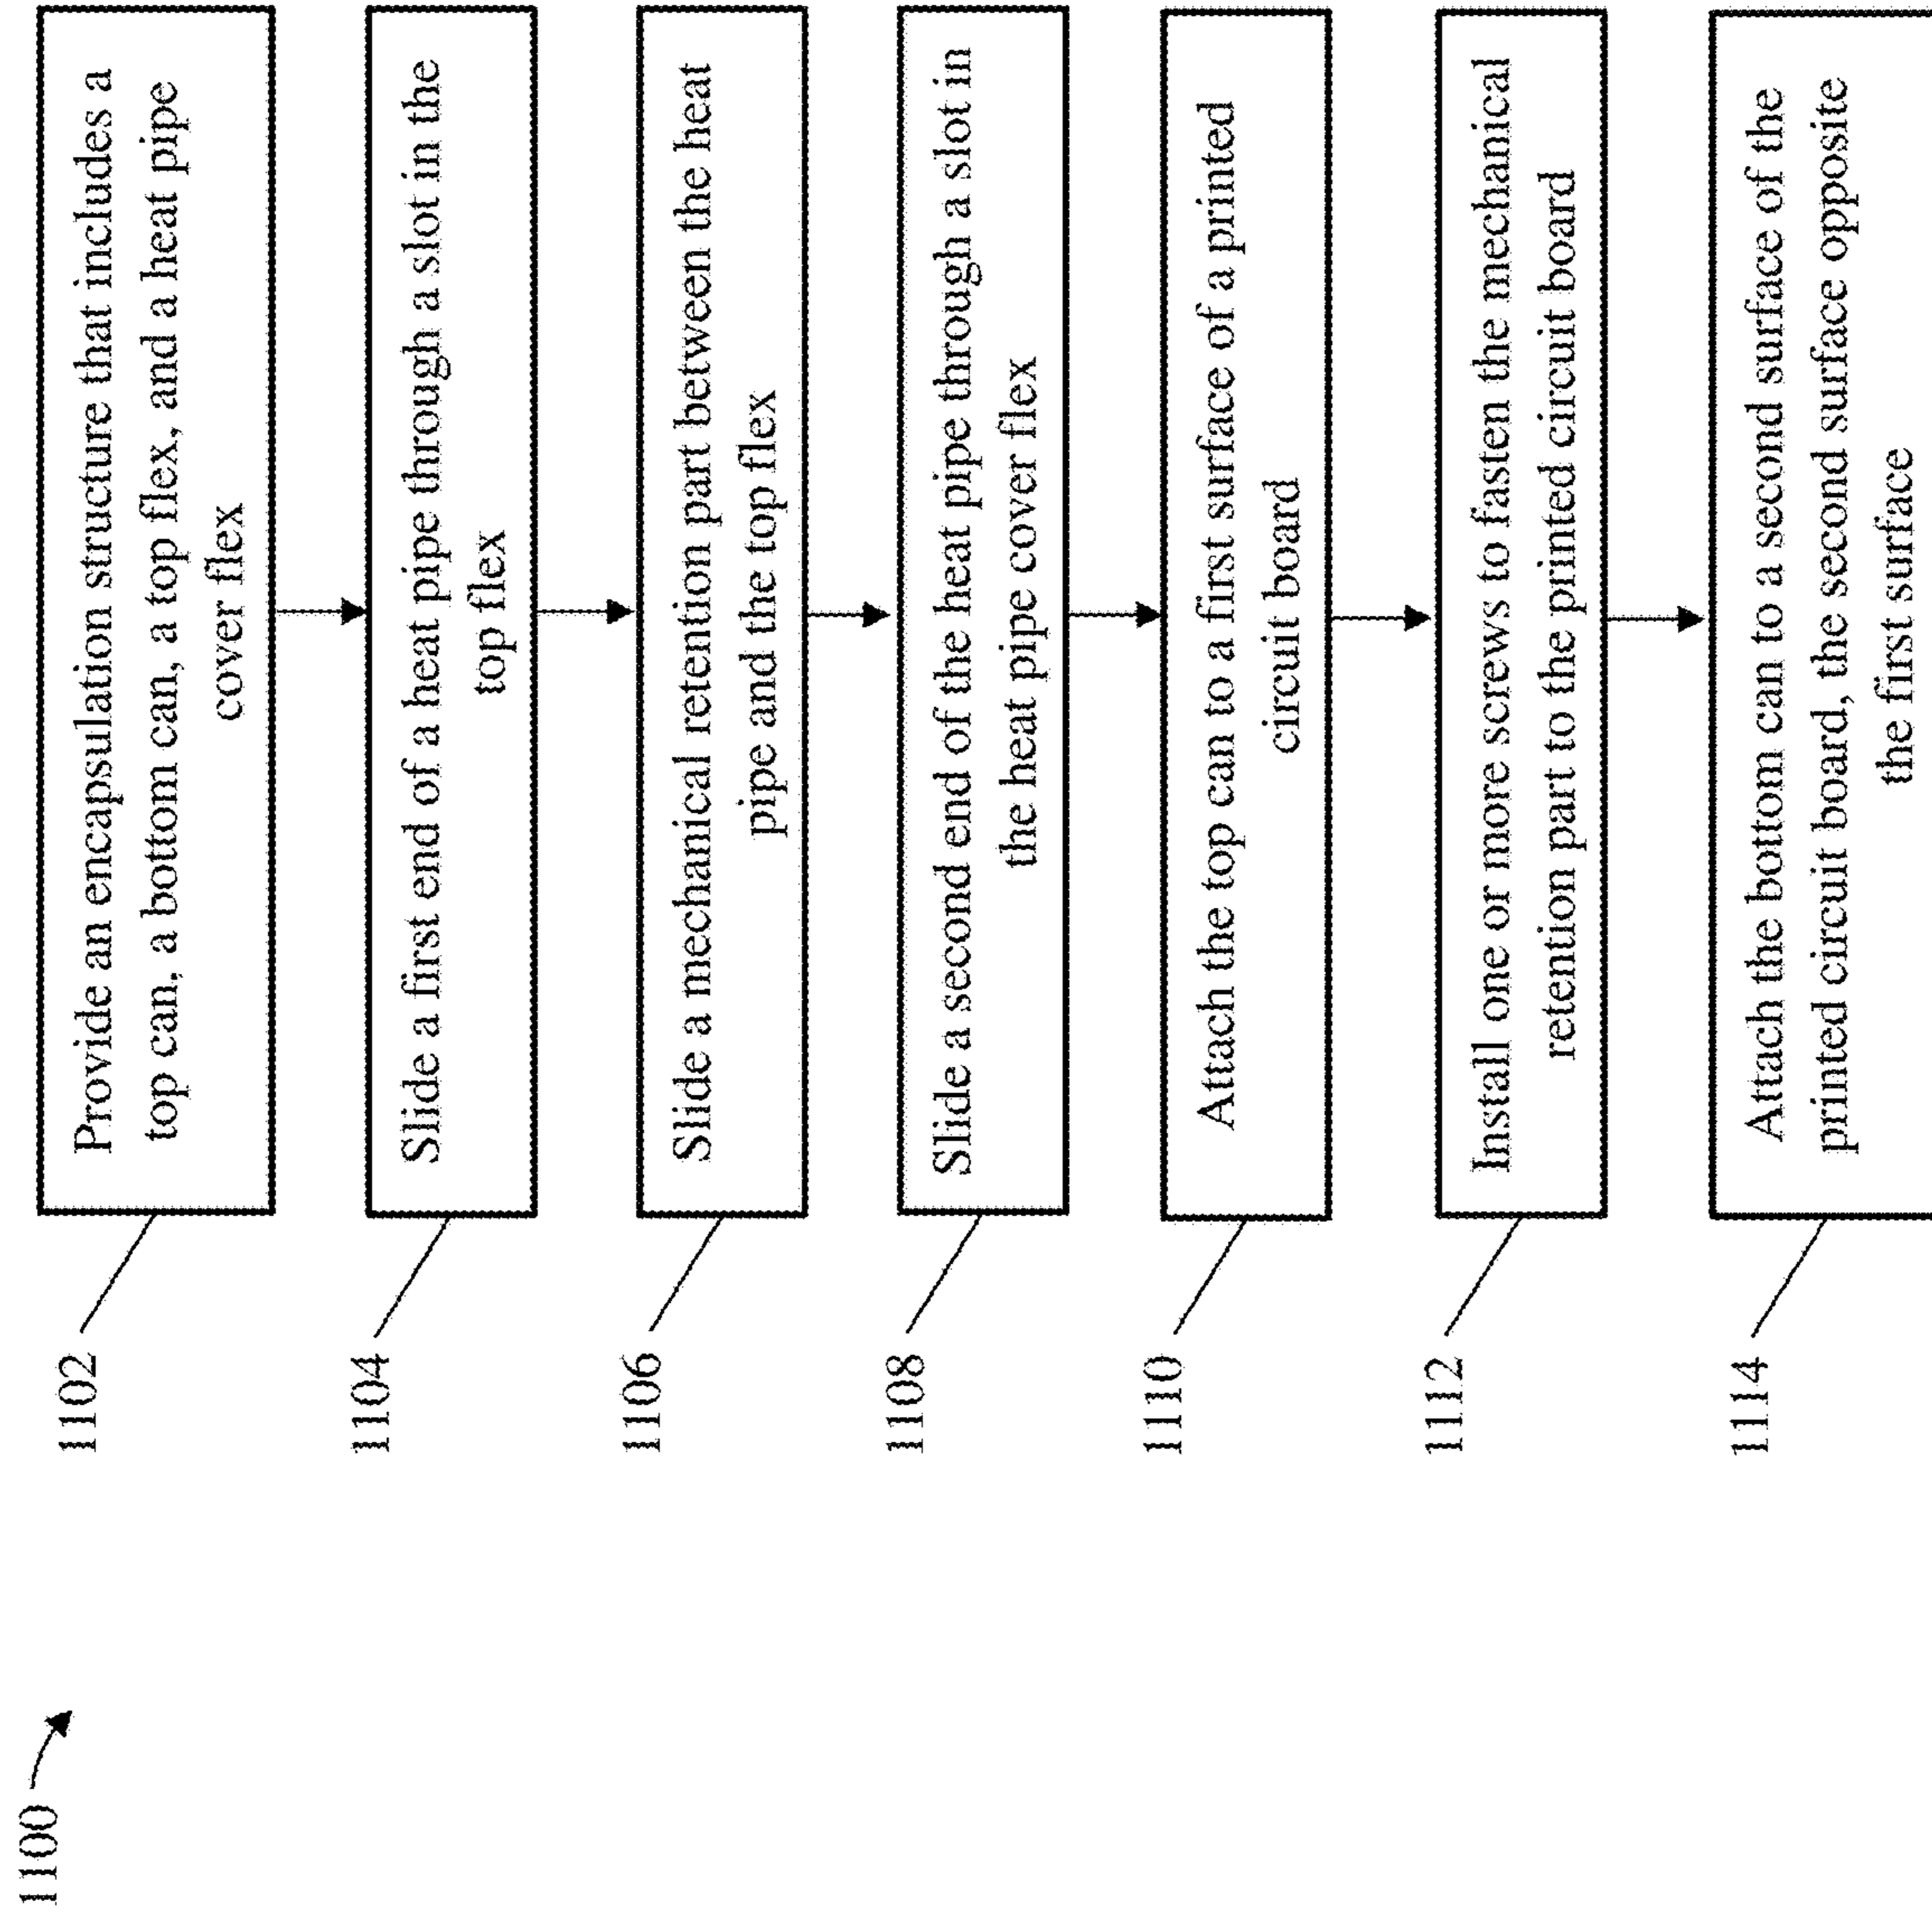 1100
1102
Provide an encapsulation structure that includes a
top can, a bottom can, a top flex, and a heat pipe
cover flex
1104
Slide a first end of a heat pipe through a slot in the
top flex
1106
Slide a mechanical retention part between the heat
pipe and the top flex
1108
Slide a second end of the heat pipe through a slot in
the heat pipe cover flex
1110
Attach the top can to a first surface of a printed
circuit board
1112
Install one or more screws to fasten the mechanical
retention part to the printed circuit board
1114
Attach the bottom can to a second surface of the
printed circuit board, the second surface opposite
the first surface